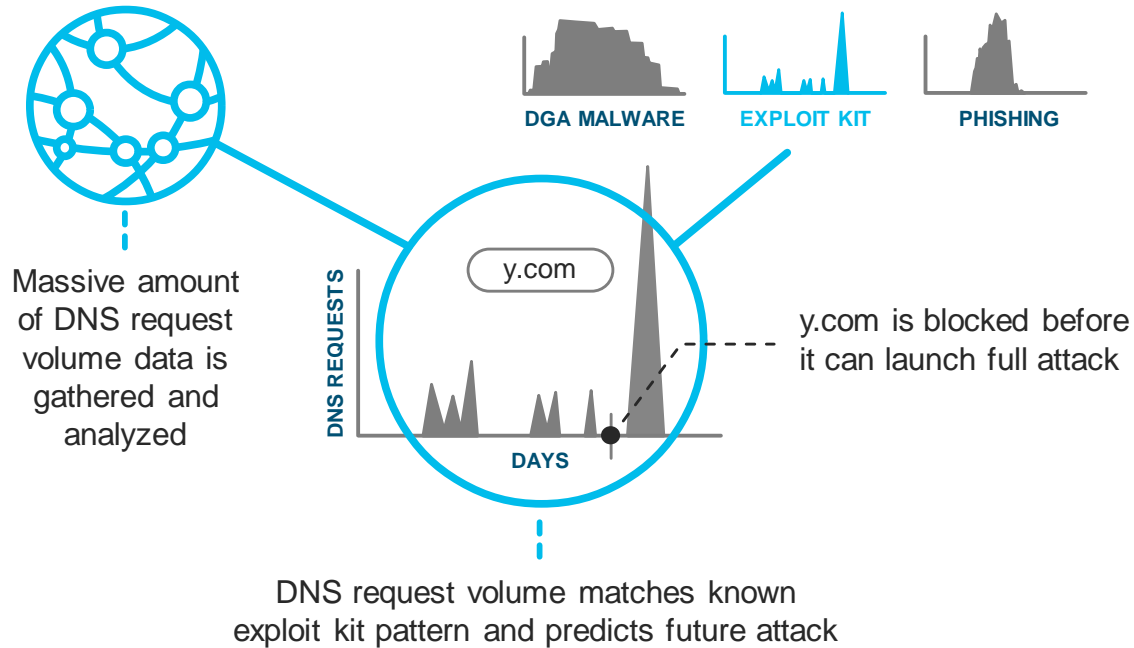 DGA MALWARE
EXPLOIT KIT
PHISHING
Massive amount
of DNS request
volume data is
gathered and
analyzed
DNS REQUESTS
y.com
DAYS
y.com is blocked before
it can launch full attack
DNS request volume matches known
exploit kit pattern and predicts future attack